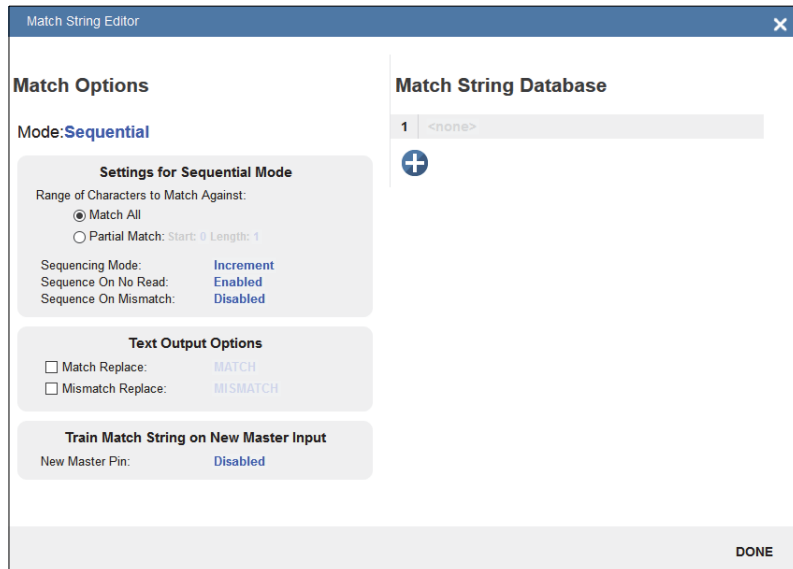 Match String Editor
Match Options
Mode:Sequential
Settings for Sequential Mode
Range of Characters to Match Against:
Match All
Partial Match: Start: 0 Length: 1
Sequencing Mode: Increment
Sequence On No Read: Enabled
Sequence On Mismatch: Disabled
Text Output Options
Match Replace: MATCH
Mismatch Replace: MISMATCH
Train Match String on New Master Input
New Master Pin: Disabled
Match String Database
1 <none>
DONE